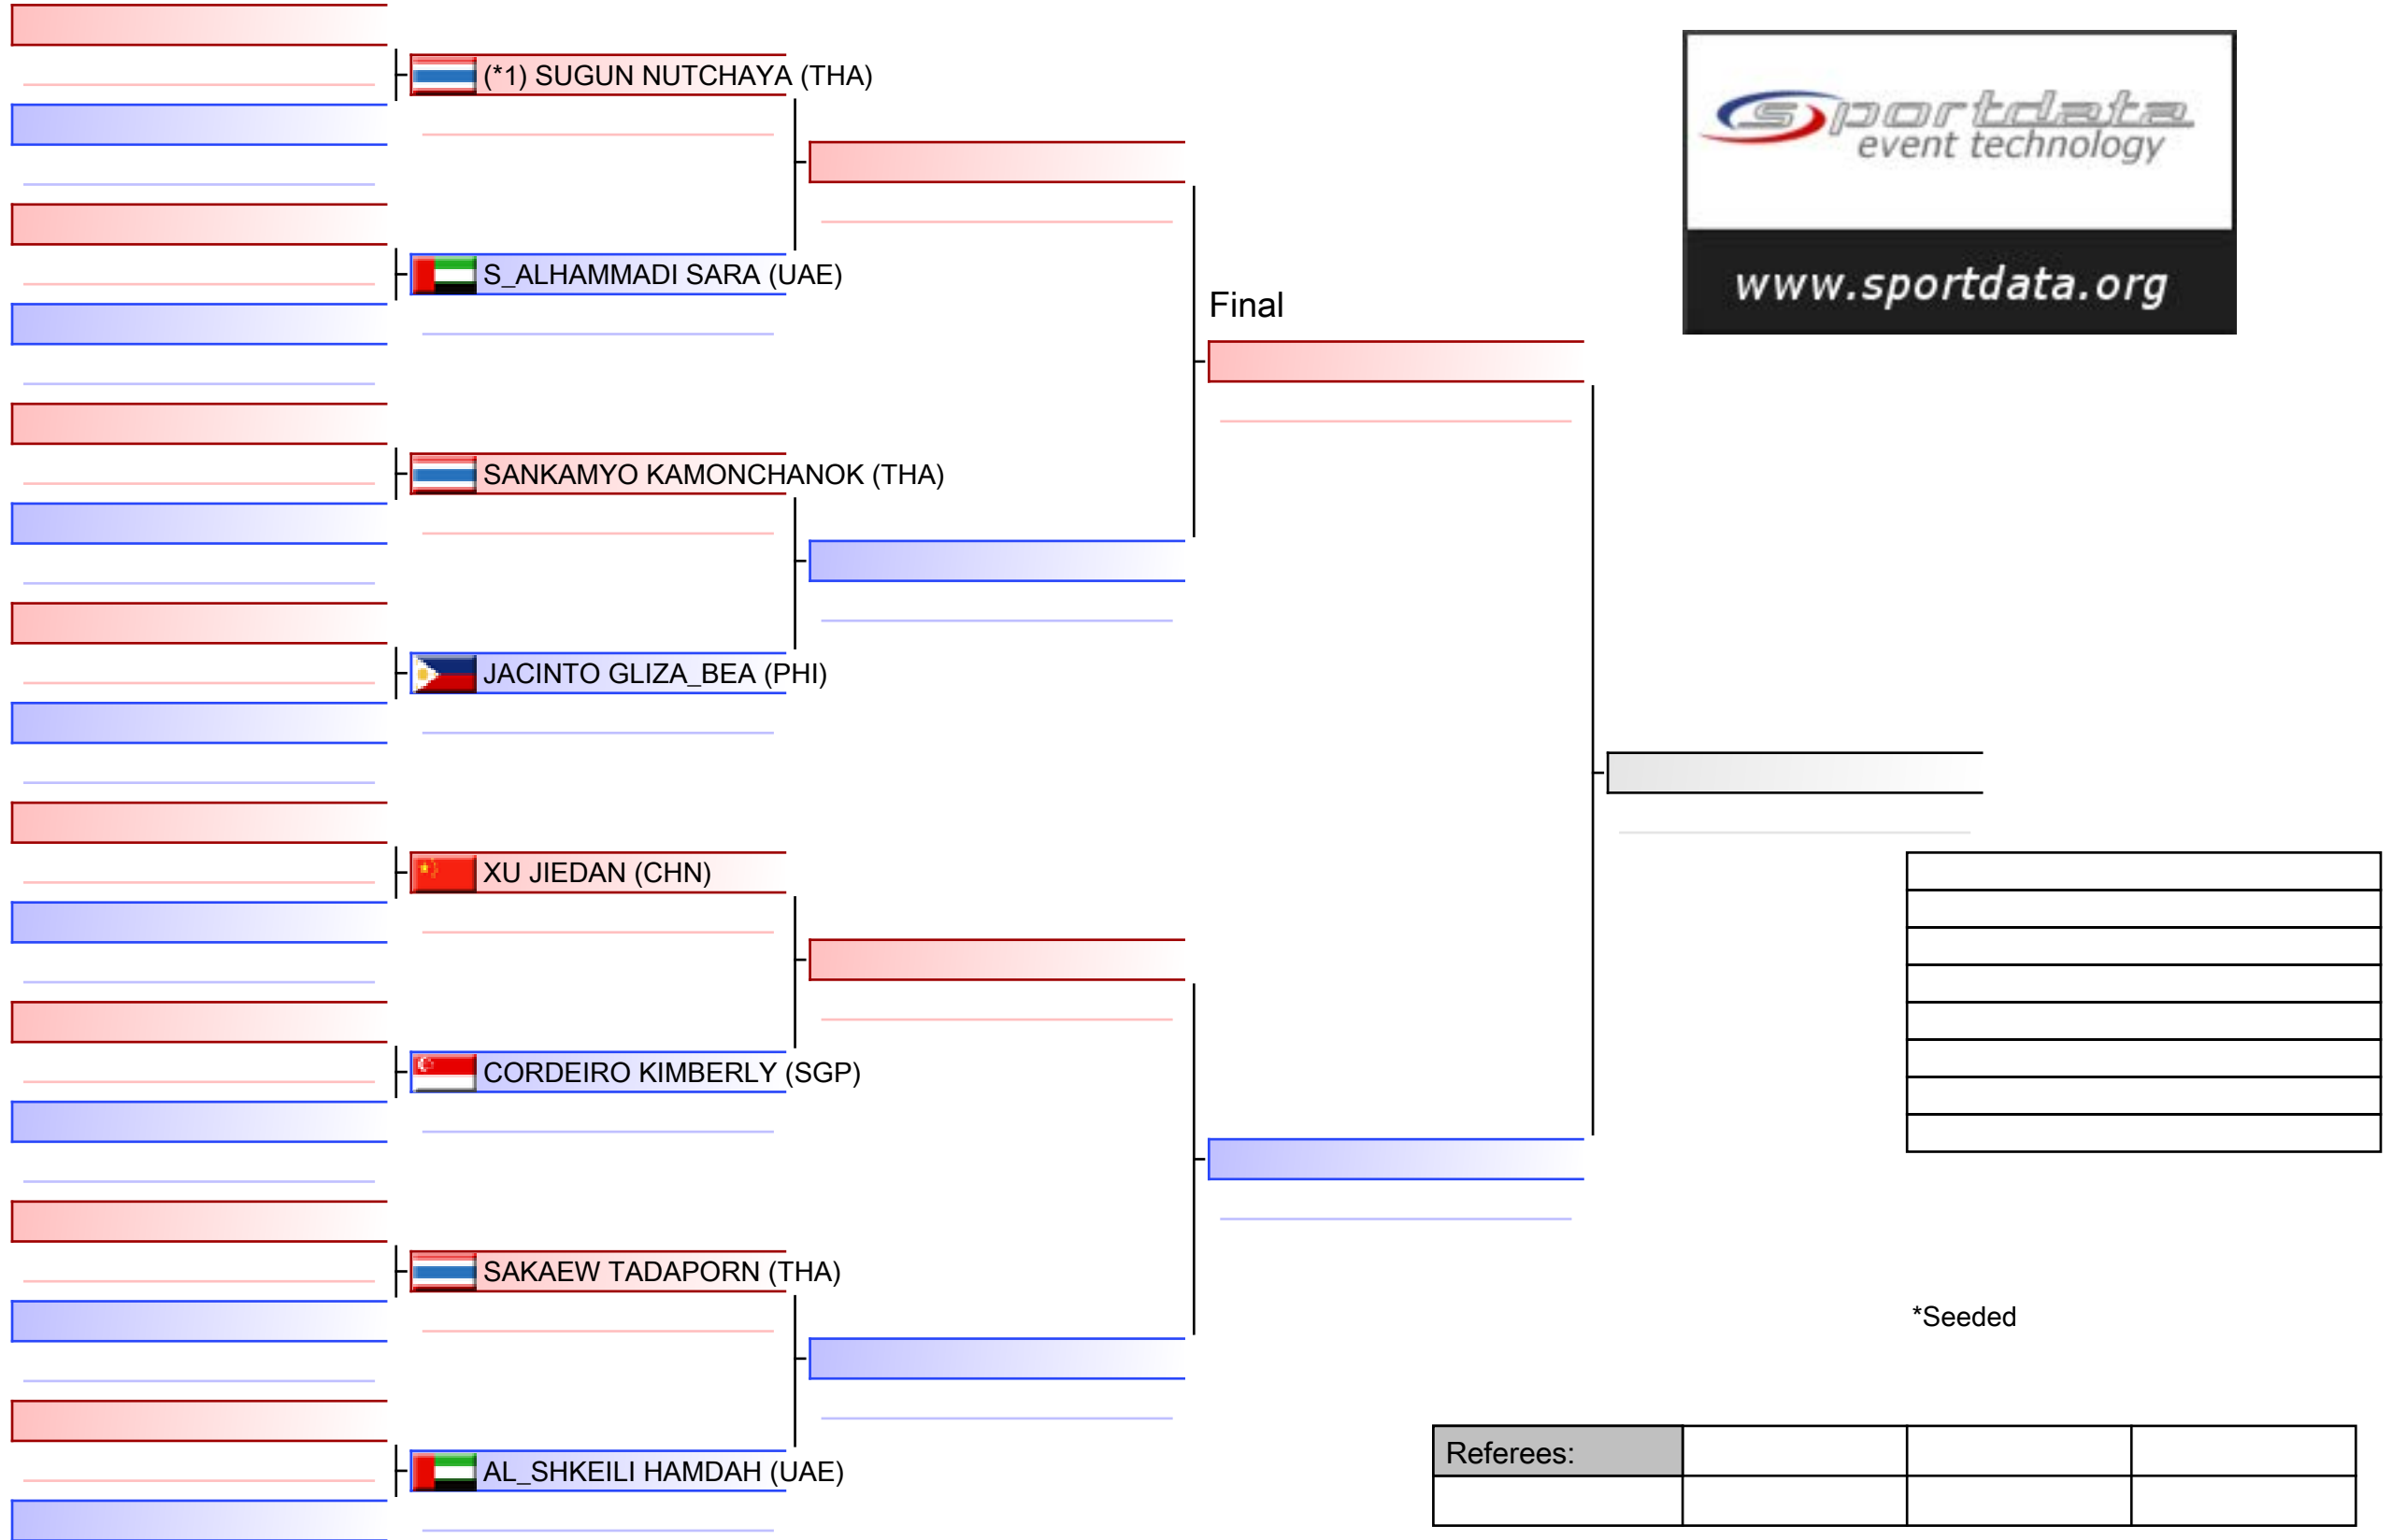 (*1) SUGUN NUTCHAYA (THA)
S_ALHAMMADI SARA (UAE)
SANKAMYO KAMONCHANOK (THA)
JACINTO GLIZA_BEA (PHI)
XU JIEDAN (CHN)
CORDEIRO KIMBERLY (SGP)
SAKAEW TADAPORN (THA)
AL_SHKEILI HAMDAH (UAE)
Final
sportdata
event technology
www.sportdata.org
*Seeded
Referees: